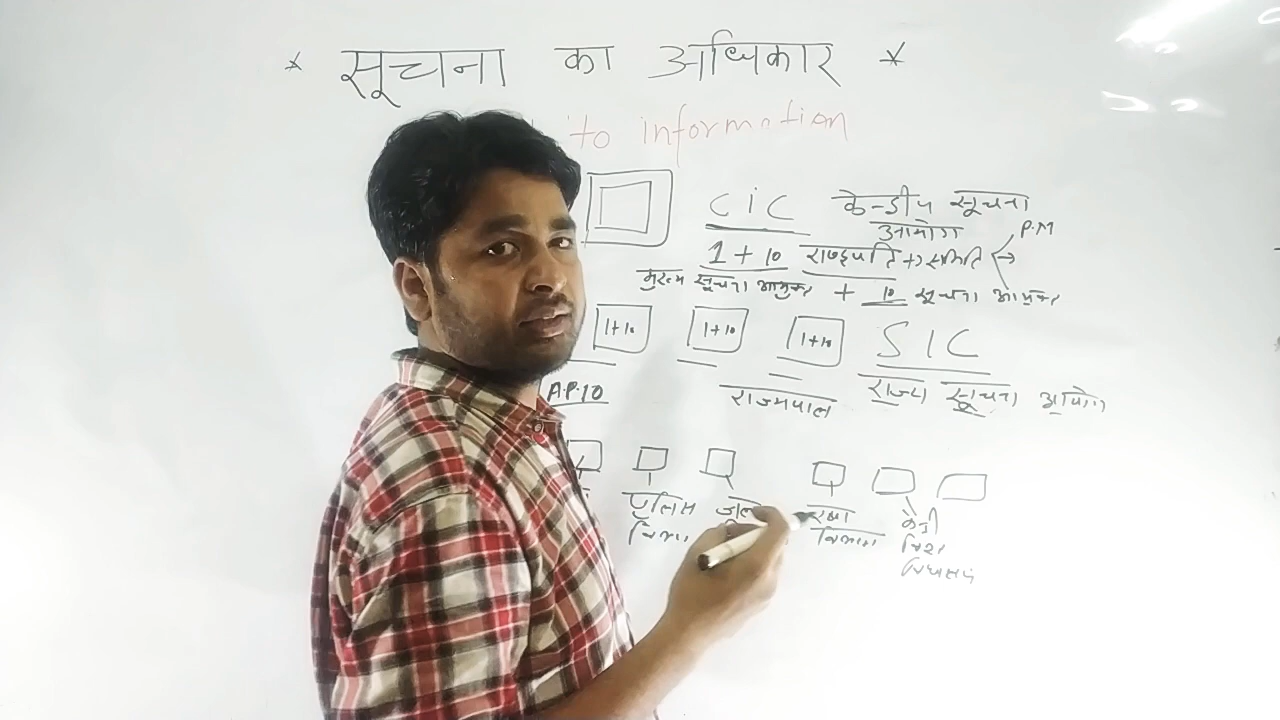 * सूचना का अधिकार *
to information
CIC केन्द्रीय सूचना
आयोग
P.M
1 + 10 राष्ट्रपति → समिति →
मुख्य सूचना आयुक्त + 10 सूचना आयुक्त
1+10 1+10 1+10 SIC
A.P.10 राज्यपाल राज्य सूचना आयोग
पुलिस जल रक्षा
विभाग विभाग